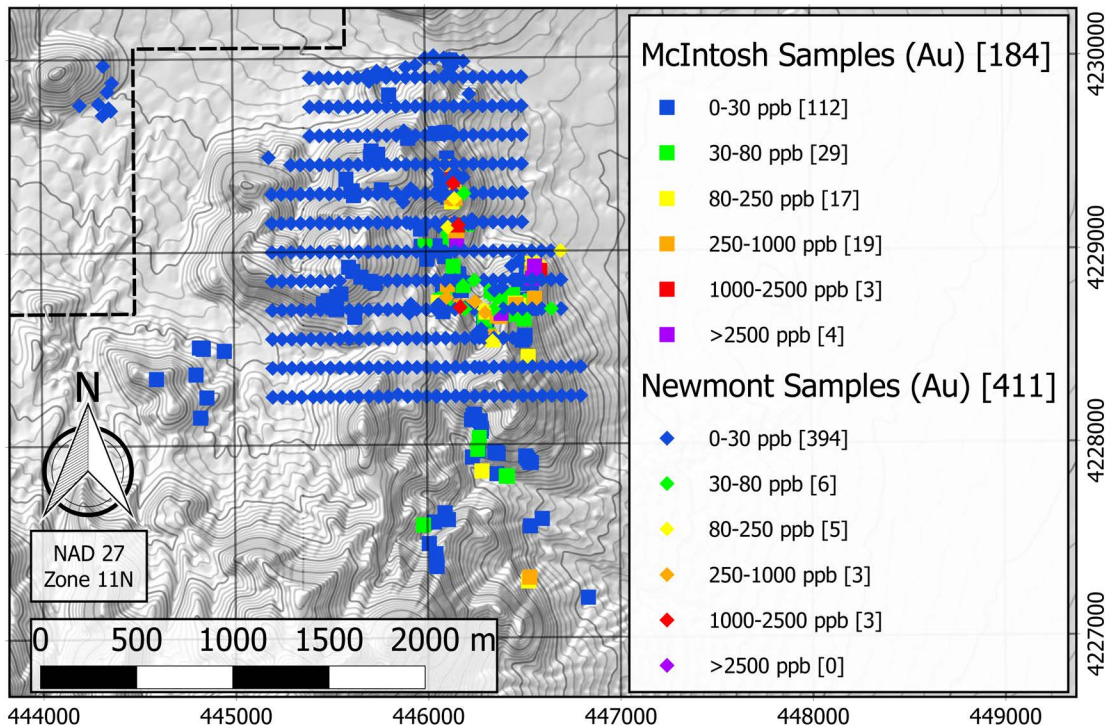 McIntosh Samples (Au) [184]
0-30 ppb [112]
30-80 ppb [29]
80-250 ppb [17]
250-1000 ppb [19]
1000-2500 ppb [3]
>2500 ppb [4]
Newmont Samples (Au) [411]
0-30 ppb [394]
30-80 ppb [6]
80-250 ppb [5]
250-1000 ppb [3]
1000-2500 ppb [3]
>2500 ppb [0]
N
NAD 27
Zone 11N
0 500 1000 1500 2000 m
444000 445000 446000 447000 448000 449000
4230000
4229000
4228000
4227000